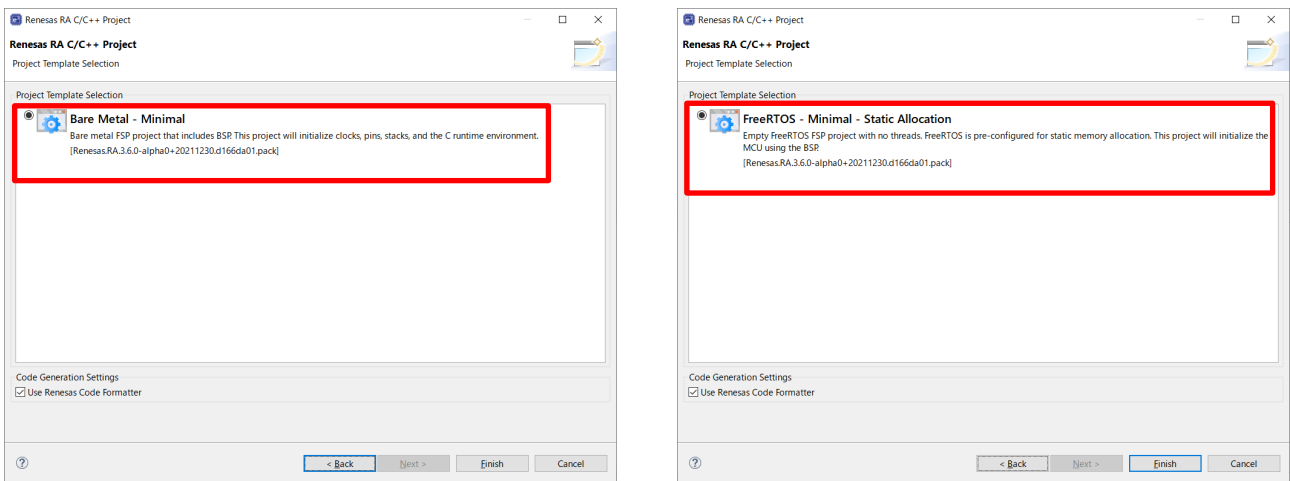 Renesas RA C/C++ Project
Renesas RA C/C++ Project
Project Template Selection
Project Template Selection
Bare Metal - Minimal
Bare metal FSP project that includes BSP. This project will initialize clocks, pins, stacks, and the C runtime environment.
[Renesas.RA.3.6.0-alpha0+20211230.d166da01.pack]
Code Generation Settings
Use Renesas Code Formatter
< Back
Next >
Finish
Cancel
Renesas RA C/C++ Project
Renesas RA C/C++ Project
Project Template Selection
Project Template Selection
FreeRTOS - Minimal - Static Allocation
Empty FreeRTOS FSP project with no threads. FreeRTOS is pre-configured for static memory allocation. This project will initialize the
MCU using the BSP.
[Renesas.RA.3.6.0-alpha0+20211230.d166da01.pack]
Code Generation Settings
Use Renesas Code Formatter
< Back
Next >
Finish
Cancel